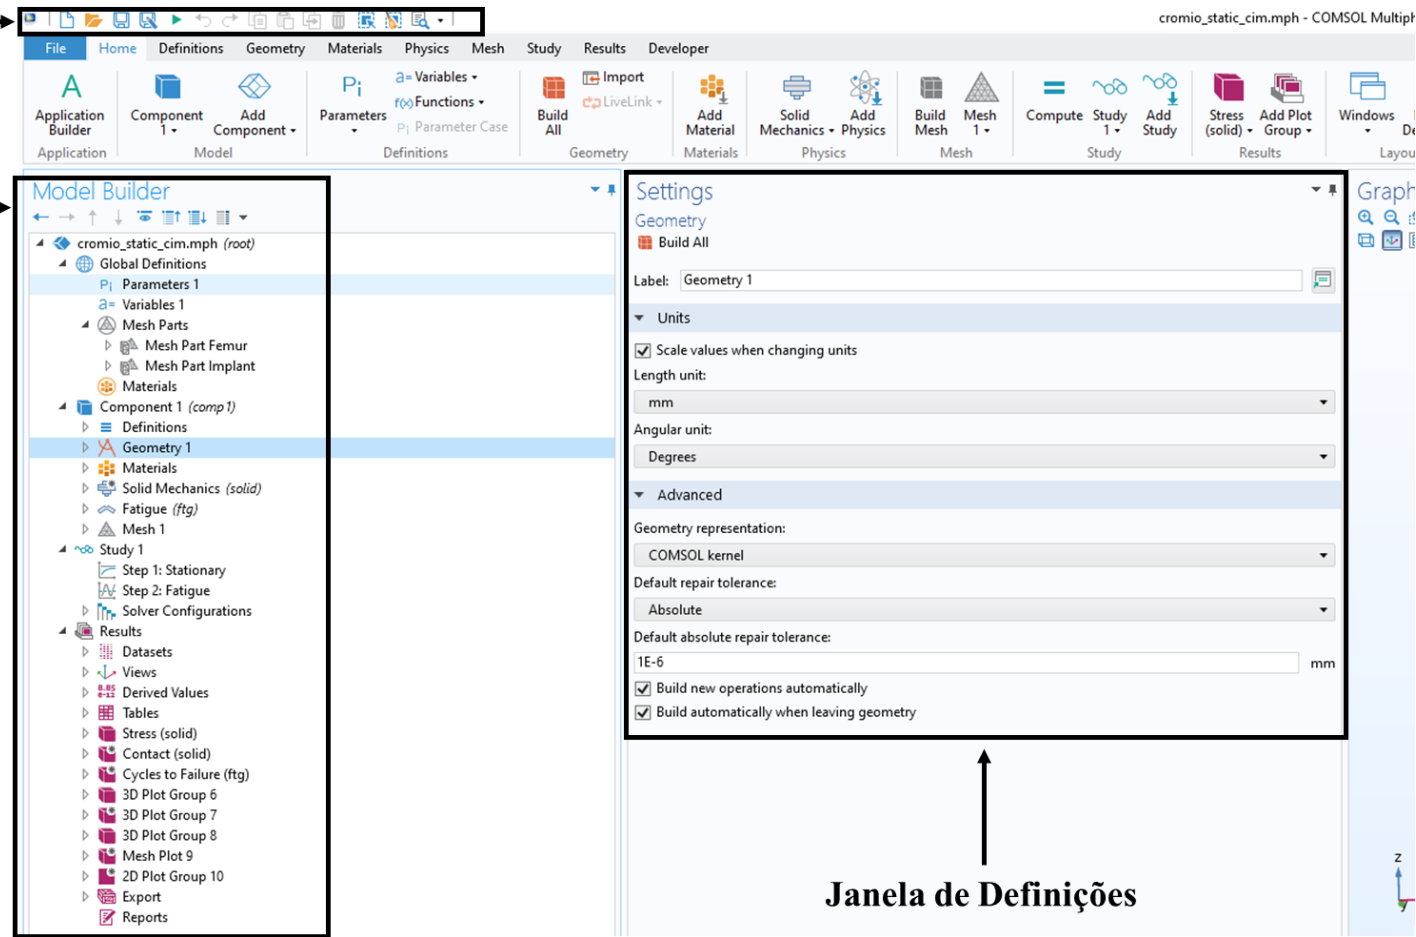 cromio_static_cim.mph - COMSOL Multiph
File Home Definitions Geometry Materials Physics Mesh Study Results Developer
Application Builder
Application
Component 1
Add Component
Model
Parameters
a= Variables
f(x) Functions
Pi Parameter Case
Definitions
Build All
Import
LiveLink
Geometry
Add Material
Materials
Solid Mechanics
Add Physics
Physics
Build Mesh
Mesh 1
Mesh
Compute
Study 1
Add Study
Study
Stress (solid)
Add Plot Group
Results
Windows
De
Layou
Model Builder
cromio_static_cim.mph (root)
Global Definitions
Pi Parameters 1
a= Variables 1
Mesh Parts
Mesh Part Femur
Mesh Part Implant
Materials
Component 1 (comp1)
Definitions
Geometry 1
Materials
Solid Mechanics (solid)
Fatigue (ftg)
Mesh 1
Study 1
Step 1: Stationary
Step 2: Fatigue
Solver Configurations
Results
Datasets
Views
8.85 e-12 Derived Values
Tables
Stress (solid)
Contact (solid)
Cycles to Failure (ftg)
3D Plot Group 6
3D Plot Group 7
3D Plot Group 8
Mesh Plot 9
2D Plot Group 10
Export
Reports
Settings
Geometry
Build All
Label: Geometry 1
Units
Scale values when changing units
Length unit:
mm
Angular unit:
Degrees
Advanced
Geometry representation:
COMSOL kernel
Default repair tolerance:
Absolute
Default absolute repair tolerance:
1E-6 mm
Build new operations automatically
Build automatically when leaving geometry
Janela de Definições
Graph
z
y